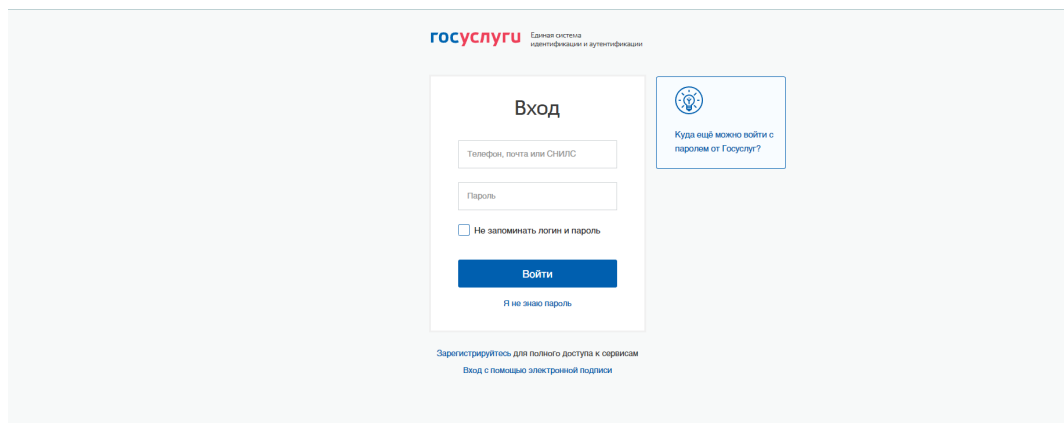 госуслуги
Единая система
идентификации и аутентификации
Вход
Телефон, почта или СНИЛС
Пароль
Не запоминать логин и пароль
Войти
Я не знаю пароль
Куда ещё можно войти с
паролем от Госуслуг?
Зарегистрируйтесь для полного доступа к сервисам
Вход с помощью электронной подписи